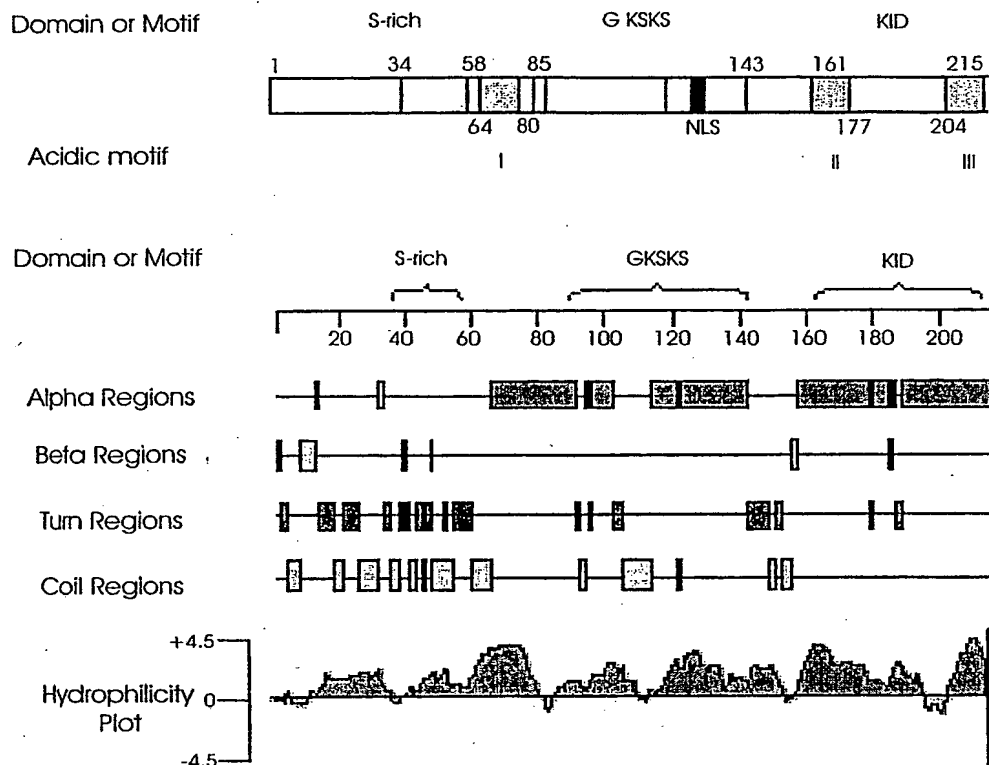 Domain or Motif S-rich G KSKS KID
1 34 58 85 143 161 215
64 80 NLS 177 204
Acidic motif I II III
Domain or Motif S-rich GKSKS KID
20 40 60 80 100 120 140 160 180 200
Alpha Regions
Beta Regions
Turn Regions
Coil Regions
+4.5
Hydrophilicity 0
Plot
-4.5